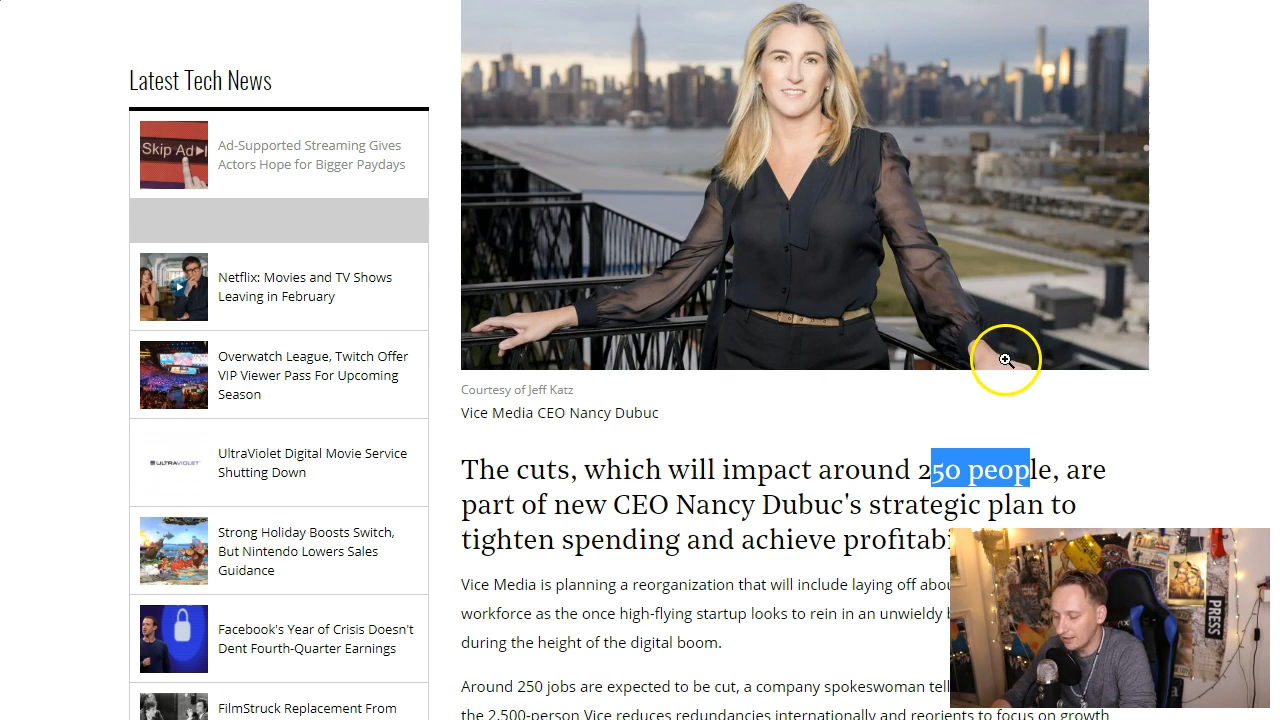 Latest Tech News
Skip Ad
Ad-Supported Streaming Gives
Actors Hope for Bigger Paydays
Netflix: Movies and TV Shows
Leaving in February
Overwatch League, Twitch Offer
VIP Viewer Pass For Upcoming
Season
ULTRAVIOLET
UltraViolet Digital Movie Service
Shutting Down
Strong Holiday Boosts Switch,
But Nintendo Lowers Sales
Guidance
Facebook's Year of Crisis Doesn't
Dent Fourth-Quarter Earnings
FilmStruck Replacement From
Courtesy of Jeff Katz
Vice Media CEO Nancy Dubuc
The cuts, which will impact around 250 people, are
part of new CEO Nancy Dubuc's strategic plan to
tighten spending and achieve profitabi
Vice Media is planning a reorganization that will include laying off abou
workforce as the once high-flying startup looks to rein in an unwieldy
during the height of the digital boom.
Around 250 jobs are expected to be cut, a company spokeswoman tell
the 2,500-person Vice reduces redundancies internationally and reorients to focus on growth
PRESS